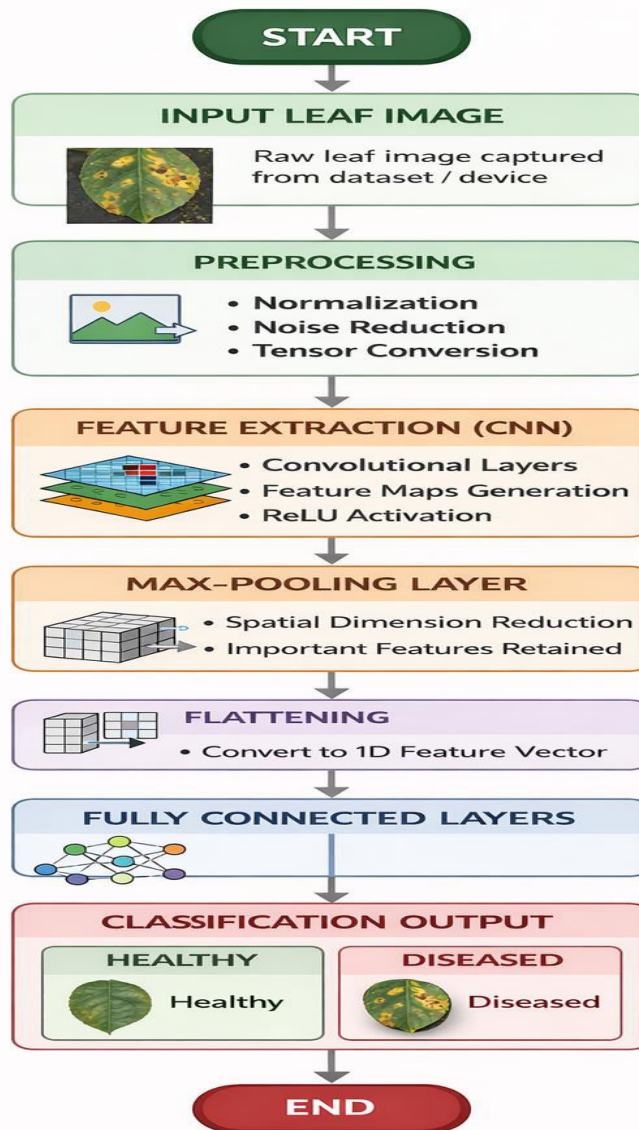 START
INPUT LEAF IMAGE
Raw leaf image captured
from dataset / device
PREPROCESSING
• Normalization
• Noise Reduction
• Tensor Conversion
FEATURE EXTRACTION (CNN)
• Convolutional Layers
• Feature Maps Generation
• ReLU Activation
MAX-POOLING LAYER
• Spatial Dimension Reduction
• Important Features Retained
FLATTENING
• Convert to 1D Feature Vector
FULLY CONNECTED LAYERS
CLASSIFICATION OUTPUT
HEALTHY
Healthy
DISEASED
Diseased
END